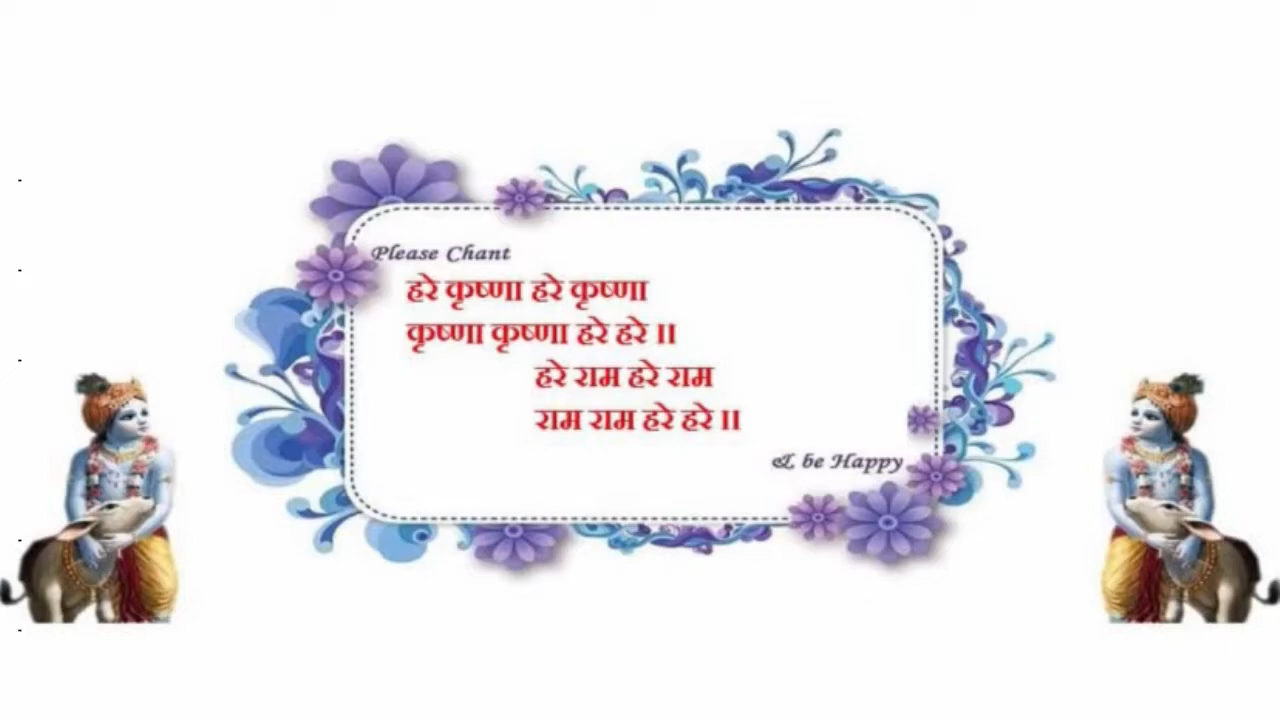 Please Chant
हरे कृष्णा हरे कृष्णा
कृष्णा कृष्णा हरे हरे ।।
हरे राम हरे राम
राम राम हरे हरे ।।
& be Happy